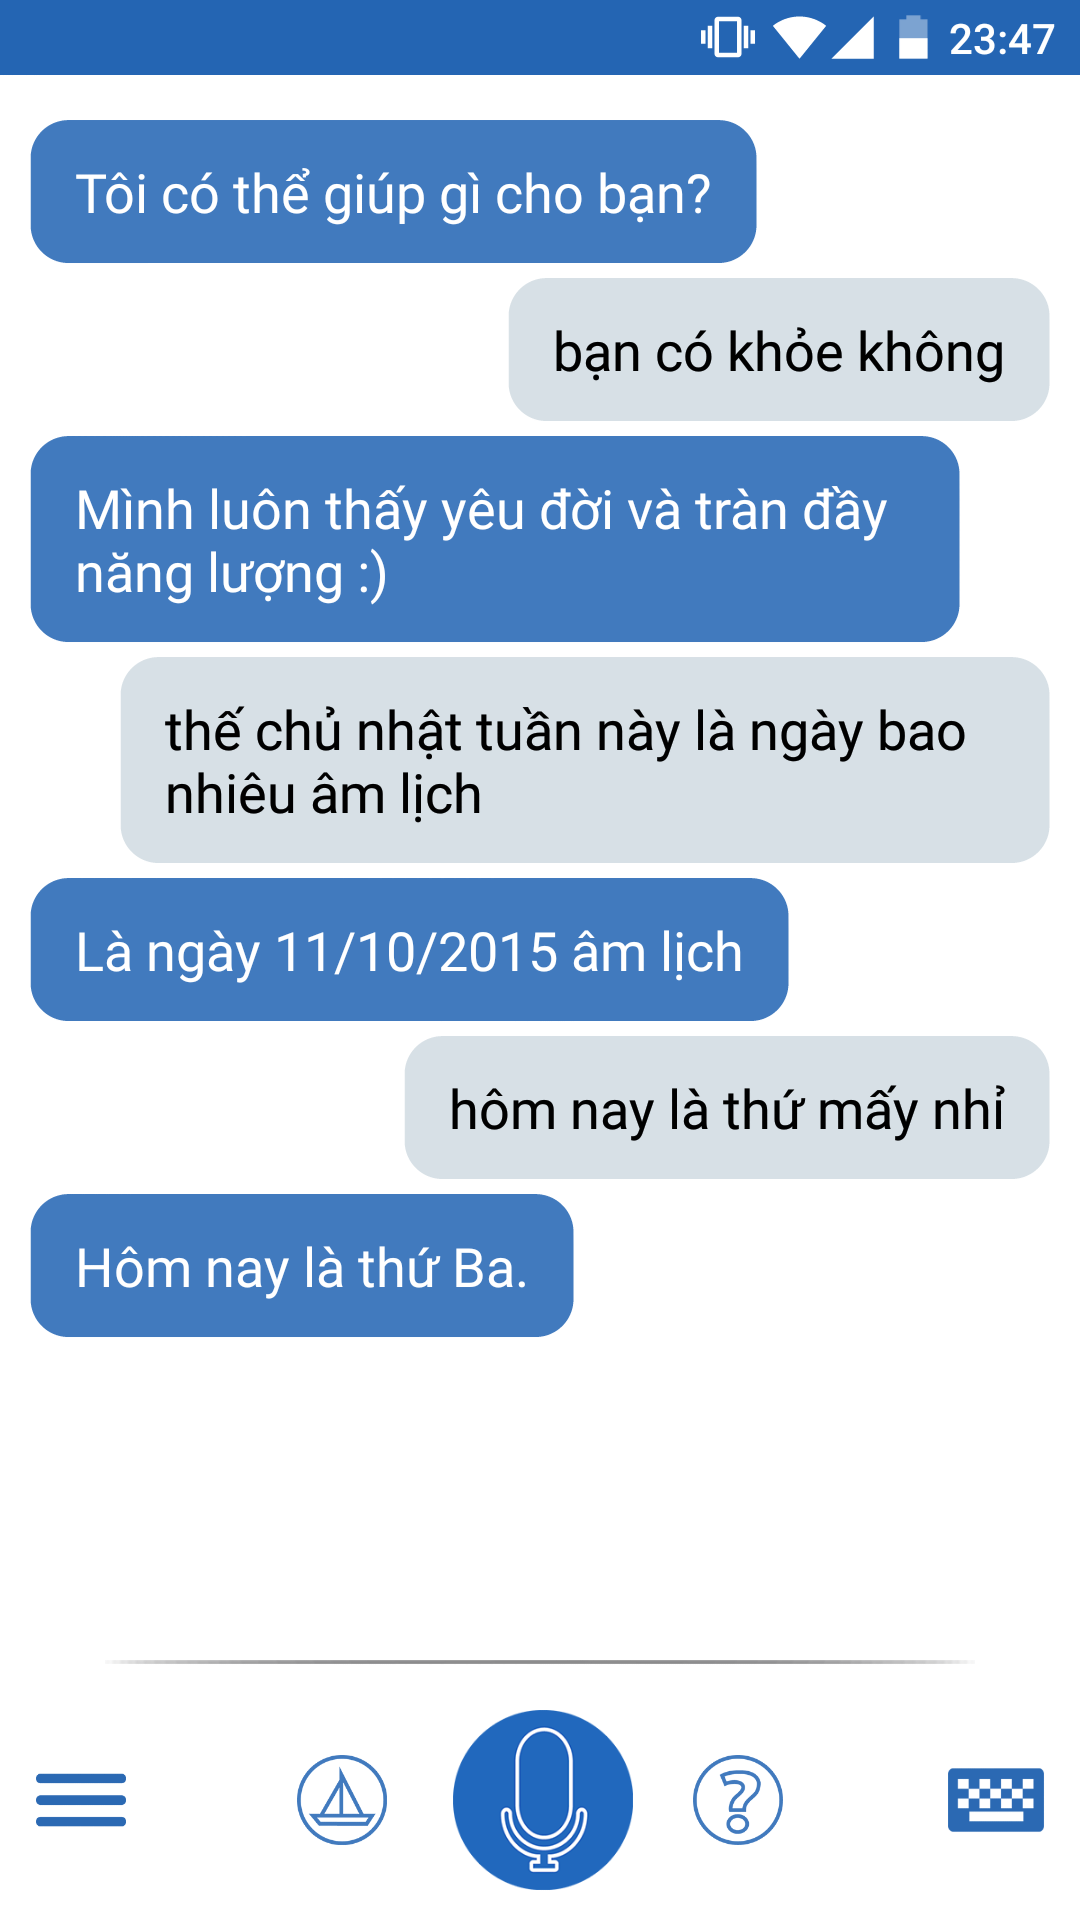 23:47
Tôi có thể giúp gì cho bạn?
bạn có khỏe không
Mình luôn thấy yêu đời và tràn đầy
năng lượng :)
thế chủ nhật tuần này là ngày bao
nhiêu âm lịch
Là ngày 11/10/2015 âm lịch
hôm nay là thứ mấy nhỉ
Hôm nay là thứ Ba.